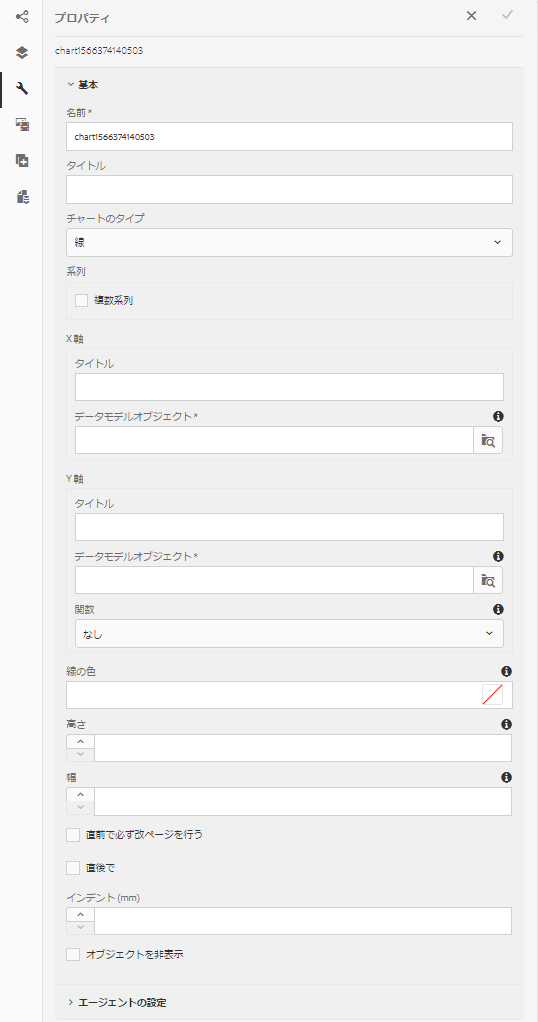 プロパティ
chart1566374140503
基本
名前 *
chart1566374140503
タイトル
チャートのタイプ
線
系列
複数系列
X 軸
タイトル
データモデルオブジェクト *
Y 軸
タイトル
データモデルオブジェクト *
関数
なし
線の色
高さ
幅
直前で必ず改ページを行う
直後で
インデント (mm)
オブジェクトを非表示
エージェントの設定